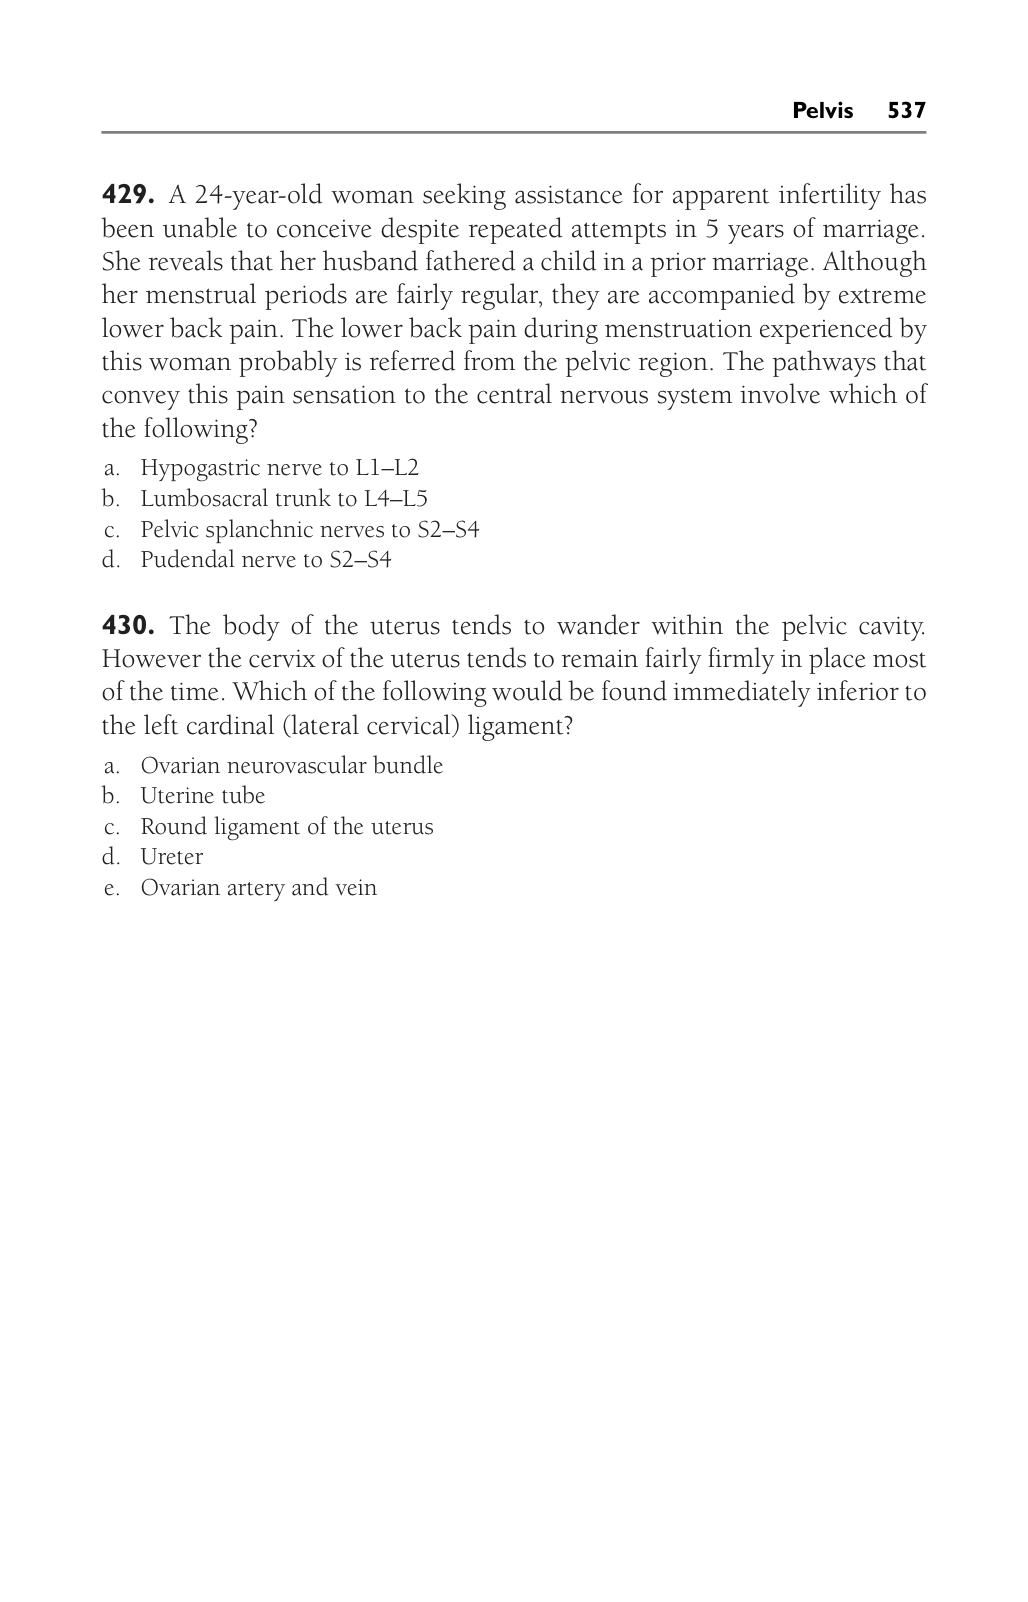 Pelvis 537
429. A 24-year-old woman seeking assistance for apparent infertility has
been unable to conceive despite repeated attempts in 5 years of marriage.
She reveals that her husband fathered a child in a prior marriage. Although
her menstrual periods are fairly regular, they are accompanied by extreme
lower back pain. The lower back pain during menstruation experienced by
this woman probably is referred from the pelvic region. The pathways that
convey this pain sensation to the central nervous system involve which of
the following?
a. Hypogastric nerve to L1–L2
b. Lumbosacral trunk to L4–L5
c. Pelvic splanchnic nerves to S2–S4
d. Pudendal nerve to S2–S4
430. The body of the uterus tends to wander within the pelvic cavity.
However the cervix of the uterus tends to remain fairly firmly in place most
of the time. Which of the following would be found immediately inferior to
the left cardinal (lateral cervical) ligament?
a. Ovarian neurovascular bundle
b. Uterine tube
c. Round ligament of the uterus
d. Ureter
e. Ovarian artery and vein